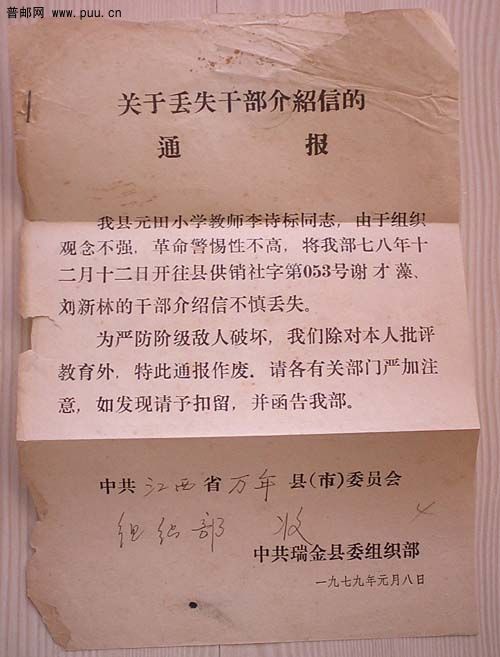 普邮网
www.puu.cn
关于丢失干部介紹信的
通 报
我县元田小学教师李诗标同志，由于组织
观念不强，革命警惕性不高，将我部七八年十
二月十二日开往县供销社字第053号谢才藻、
刘新林的干部介紹信不慎丢失。
为严防阶级敌人破坏，我们除对本人批评
教育外，特此通报作废。请各有关部门严加注
意，如发现请予扣留，并函告我部。
中共江西省万年县(市)委员会
组织部 收
中共瑞金县委组织部
一九七九年元月八日